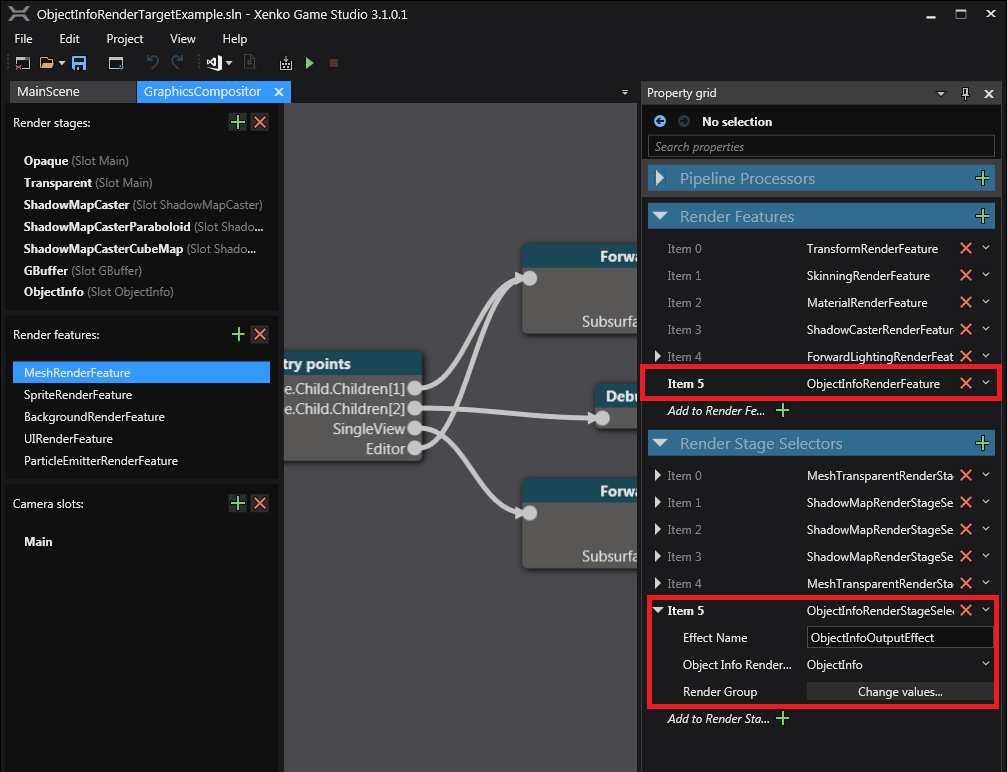 ObjectInfoRenderTargetExample.sln - Xenko Game Studio 3.1.0.1
File Edit Project View Help
MainScene GraphicsCompositor
Render stages:
Opaque (Slot Main)
Transparent (Slot Main)
ShadowMapCaster (Slot ShadowMapCaster)
ShadowMapCasterParaboloid (Slot Shado...
ShadowMapCasterCubeMap (Slot Shado...
GBuffer (Slot GBuffer)
ObjectInfo (Slot ObjectInfo)
Render features:
MeshRenderFeature
SpriteRenderFeature
BackgroundRenderFeature
UIRenderFeature
ParticleEmitterRenderFeature
Camera slots:
Main
try points
e.Child.Children[1]
e.Child.Children[2]
SingleView
Editor
Forwa
Subsurfa
Debu
Forwa
Subsurfa
Property grid
No selection
Search properties
Pipeline Processors
Render Features
Item 0 TransformRenderFeature
Item 1 SkinningRenderFeature
Item 2 MaterialRenderFeature
Item 3 ShadowCasterRenderFeatur
Item 4 ForwardLightingRenderFeat
Item 5 ObjectInfoRenderFeature
Add to Render Fe...
Render Stage Selectors
Item 0 MeshTransparentRenderSta
Item 1 ShadowMapRenderStageSe
Item 2 ShadowMapRenderStageSe
Item 3 ShadowMapRenderStageSe
Item 4 MeshTransparentRenderSta
Item 5 ObjectInfoRenderStageSele
Effect Name ObjectInfoOutputEffect
Object Info Render... ObjectInfo
Render Group Change values...
Add to Render Sta...